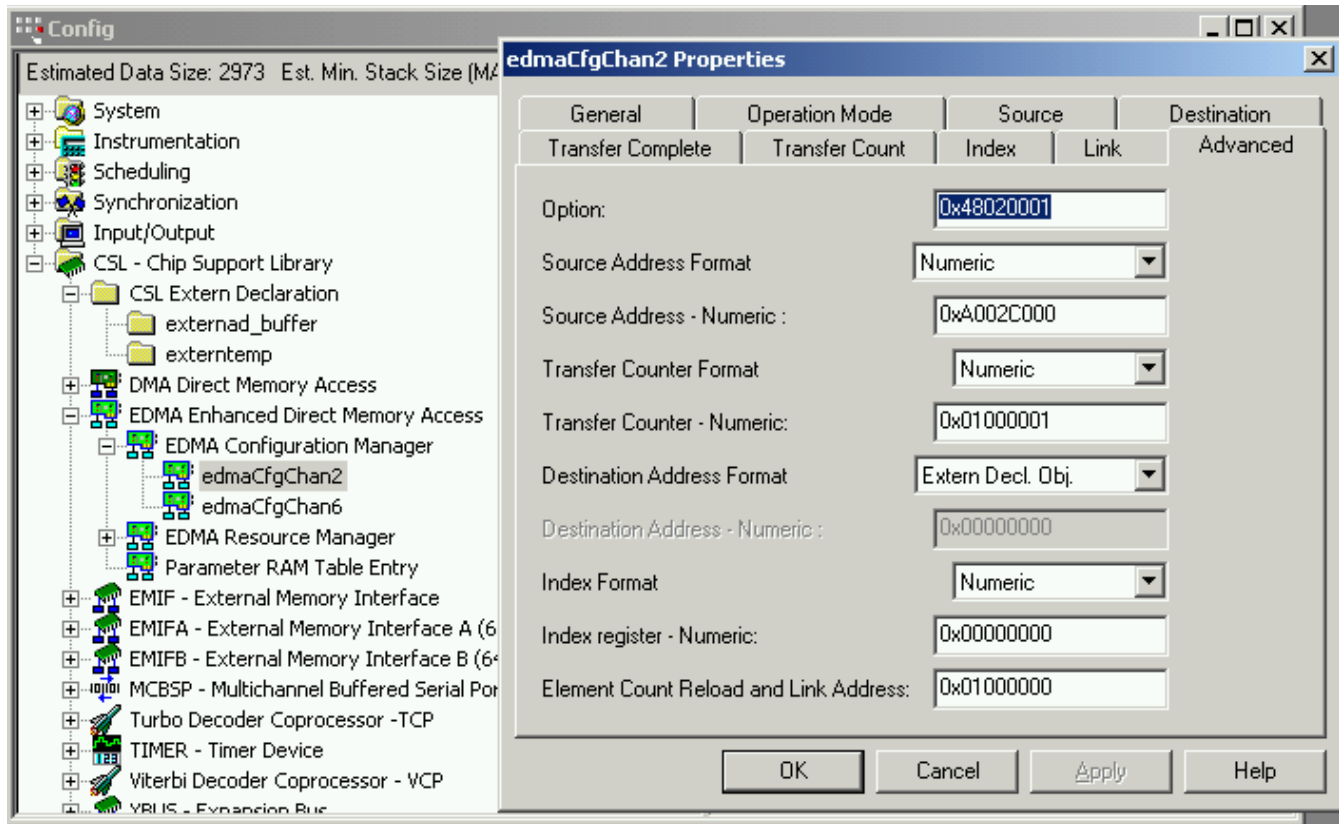 Config
Estimated Data Size: 2973 Est. Min. Stack Size (MA
System
Instrumentation
Scheduling
Synchronization
Input/Output
CSL - Chip Support Library
CSL Extern Declaration
externad_buffer
externtemp
DMA Direct Memory Access
EDMA Enhanced Direct Memory Access
EDMA Configuration Manager
edmaCfgChan2
edmaCfgChan6
EDMA Resource Manager
Parameter RAM Table Entry
EMIF - External Memory Interface
EMIFA - External Memory Interface A (6
EMIFB - External Memory Interface B (64
MCBSP - Multichannel Buffered Serial Por
Turbo Decoder Coprocessor -TCP
TIMER - Timer Device
Viterbi Decoder Coprocessor - VCP
XBUS - Expansion Bus
edmaCfgChan2 Properties
General Operation Mode Source Destination
Transfer Complete Transfer Count Index Link Advanced
Option: 0x48020001
Source Address Format Numeric
Source Address - Numeric : 0xA002C000
Transfer Counter Format Numeric
Transfer Counter - Numeric: 0x01000001
Destination Address Format Extern Decl. Obj.
Destination Address - Numeric : 0x00000000
Index Format Numeric
Index register - Numeric: 0x00000000
Element Count Reload and Link Address: 0x01000000
OK Cancel Apply Help